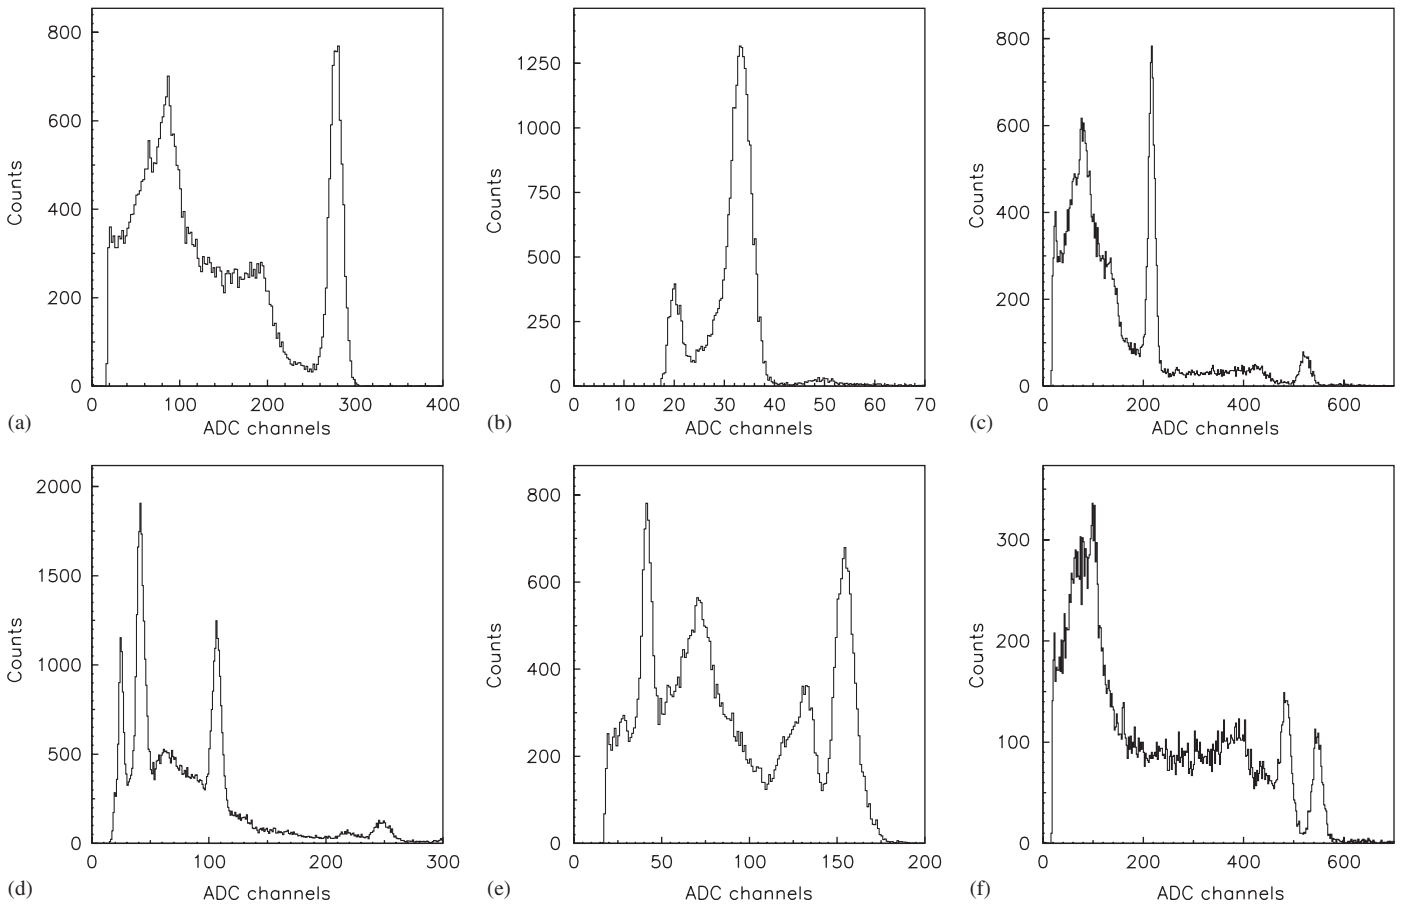 800
600
400
200
0
Counts
0 100 200 300 400
(a) ADC channels
1250
1000
750
500
250
0
Counts
0 10 20 30 40 50 60 70
(b) ADC channels
800
600
400
200
0
Counts
0 200 400 600
(c) ADC channels
2000
1500
1000
500
0
Counts
0 100 200 300
(d) ADC channels
800
600
400
200
0
Counts
0 50 100 150 200
(e) ADC channels
300
200
100
0
Counts
0 200 400 600
(f) ADC channels